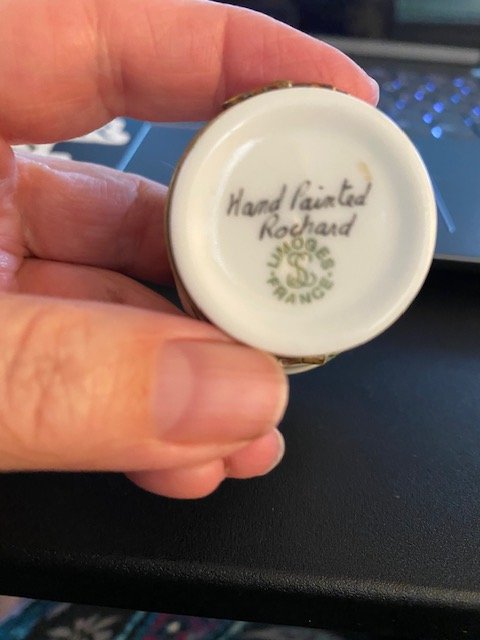 Hand Painted
Rochard
LIMOGES
FRANCE